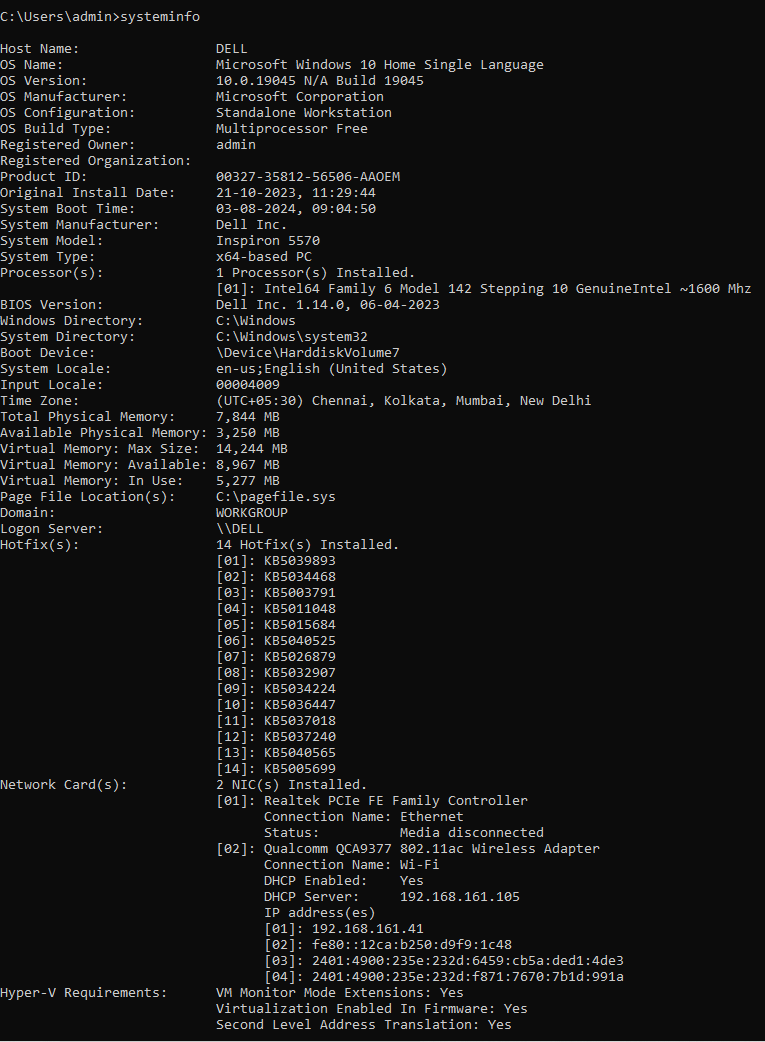 C:\Users\admin>systeminfo
Host Name: DELL
OS Name: Microsoft Windows 10 Home Single Language
OS Version: 10.0.19045 N/A Build 19045
OS Manufacturer: Microsoft Corporation
OS Configuration: Standalone Workstation
OS Build Type: Multiprocessor Free
Registered Owner: admin
Registered Organization:
Product ID: 00327-35812-56506-AAOEM
Original Install Date: 21-10-2023, 11:29:44
System Boot Time: 03-08-2024, 09:04:50
System Manufacturer: Dell Inc.
System Model: Inspiron 5570
System Type: x64-based PC
Processor(s): 1 Processor(s) Installed.
[01]: Intel64 Family 6 Model 142 Stepping 10 GenuineIntel ~1600 Mhz
BIOS Version: Dell Inc. 1.14.0, 06-04-2023
Windows Directory: C:\Windows
System Directory: C:\Windows\system32
Boot Device: \Device\HarddiskVolume7
System Locale: en-us;English (United States)
Input Locale: 00004009
Time Zone: (UTC+05:30) Chennai, Kolkata, Mumbai, New Delhi
Total Physical Memory: 7,844 MB
Available Physical Memory: 3,250 MB
Virtual Memory: Max Size: 14,244 MB
Virtual Memory: Available: 8,967 MB
Virtual Memory: In Use: 5,277 MB
Page File Location(s): C:\pagefile.sys
Domain: WORKGROUP
Logon Server: \\DELL
Hotfix(s): 14 Hotfix(s) Installed.
[01]: KB5039893
[02]: KB5034468
[03]: KB5003791
[04]: KB5011048
[05]: KB5015684
[06]: KB5040525
[07]: KB5026879
[08]: KB5032907
[09]: KB5034224
[10]: KB5036447
[11]: KB5037018
[12]: KB5037240
[13]: KB5040565
[14]: KB5005699
Network Card(s): 2 NIC(s) Installed.
[01]: Realtek PCIe FE Family Controller
Connection Name: Ethernet
Status: Media disconnected
[02]: Qualcomm QCA9377 802.11ac Wireless Adapter
Connection Name: Wi-Fi
DHCP Enabled: Yes
DHCP Server: 192.168.161.105
IP address(es)
[01]: 192.168.161.41
[02]: fe80::12ca:b250:d9f9:1c48
[03]: 2401:4900:235e:232d:6459:cb5a:ded1:4de3
[04]: 2401:4900:235e:232d:f871:7670:7b1d:991a
Hyper-V Requirements: VM Monitor Mode Extensions: Yes
Virtualization Enabled In Firmware: Yes
Second Level Address Translation: Yes